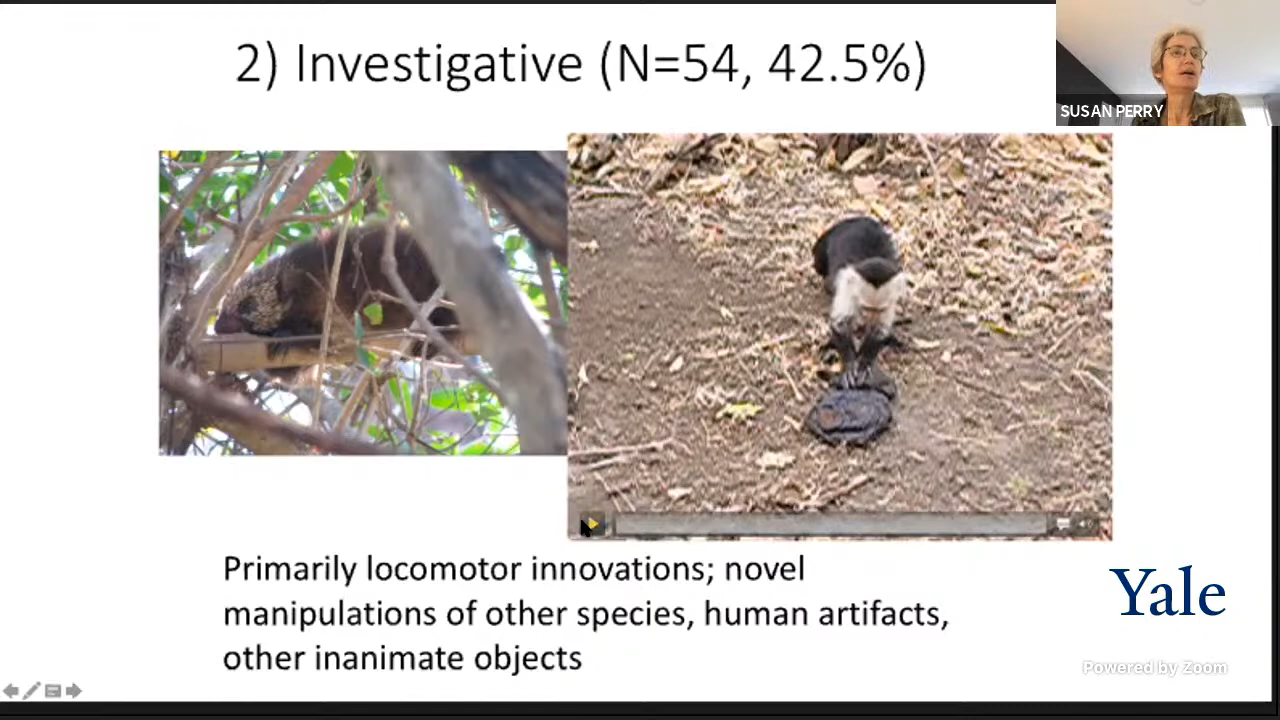 2) Investigative (N=54, 42.5%)
SUSAN PERRY
Primarily locomotor innovations; novel
manipulations of other species, human artifacts,
other inanimate objects
Yale
Powered by Zoom